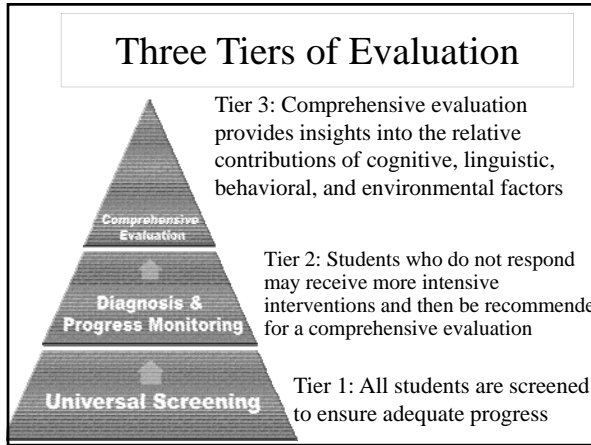 Three Tiers of Evaluation
Tier 3: Comprehensive evaluation
provides insights into the relative
contributions of cognitive, linguistic,
behavioral, and environmental factors
Comprehensive
Evaluation
Tier 2: Students who do not respond
may receive more intensive
interventions and then be recommende
for a comprehensive evaluation
Diagnosis &
Progress Monitoring
Tier 1: All students are screened
to ensure adequate progress
Universal Screening